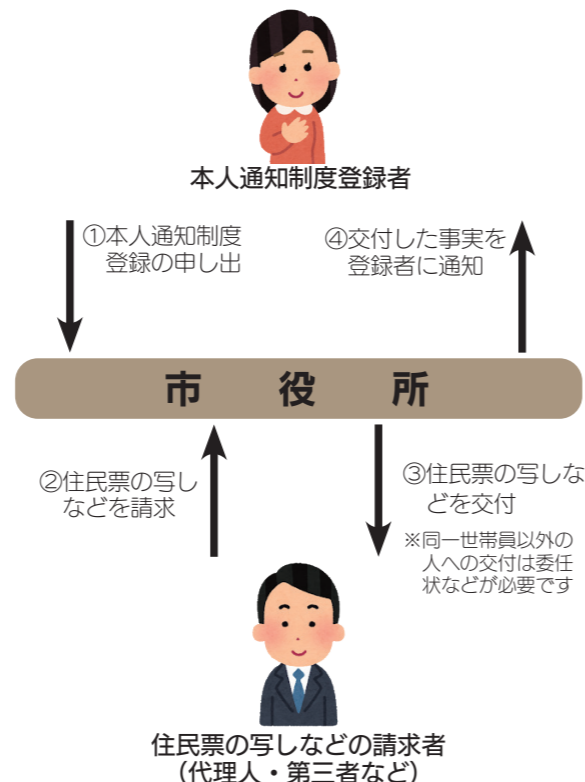 本人通知制度登録者
①本人通知制度
登録の申し出
④交付した事実を
登録者に通知
市役所
②住民票の写し
などを請求
③住民票の写しな
どを交付
※同一世帯員以外の
人への交付は委任
状などが必要です
住民票の写しなどの請求者
（代理人・第三者など）